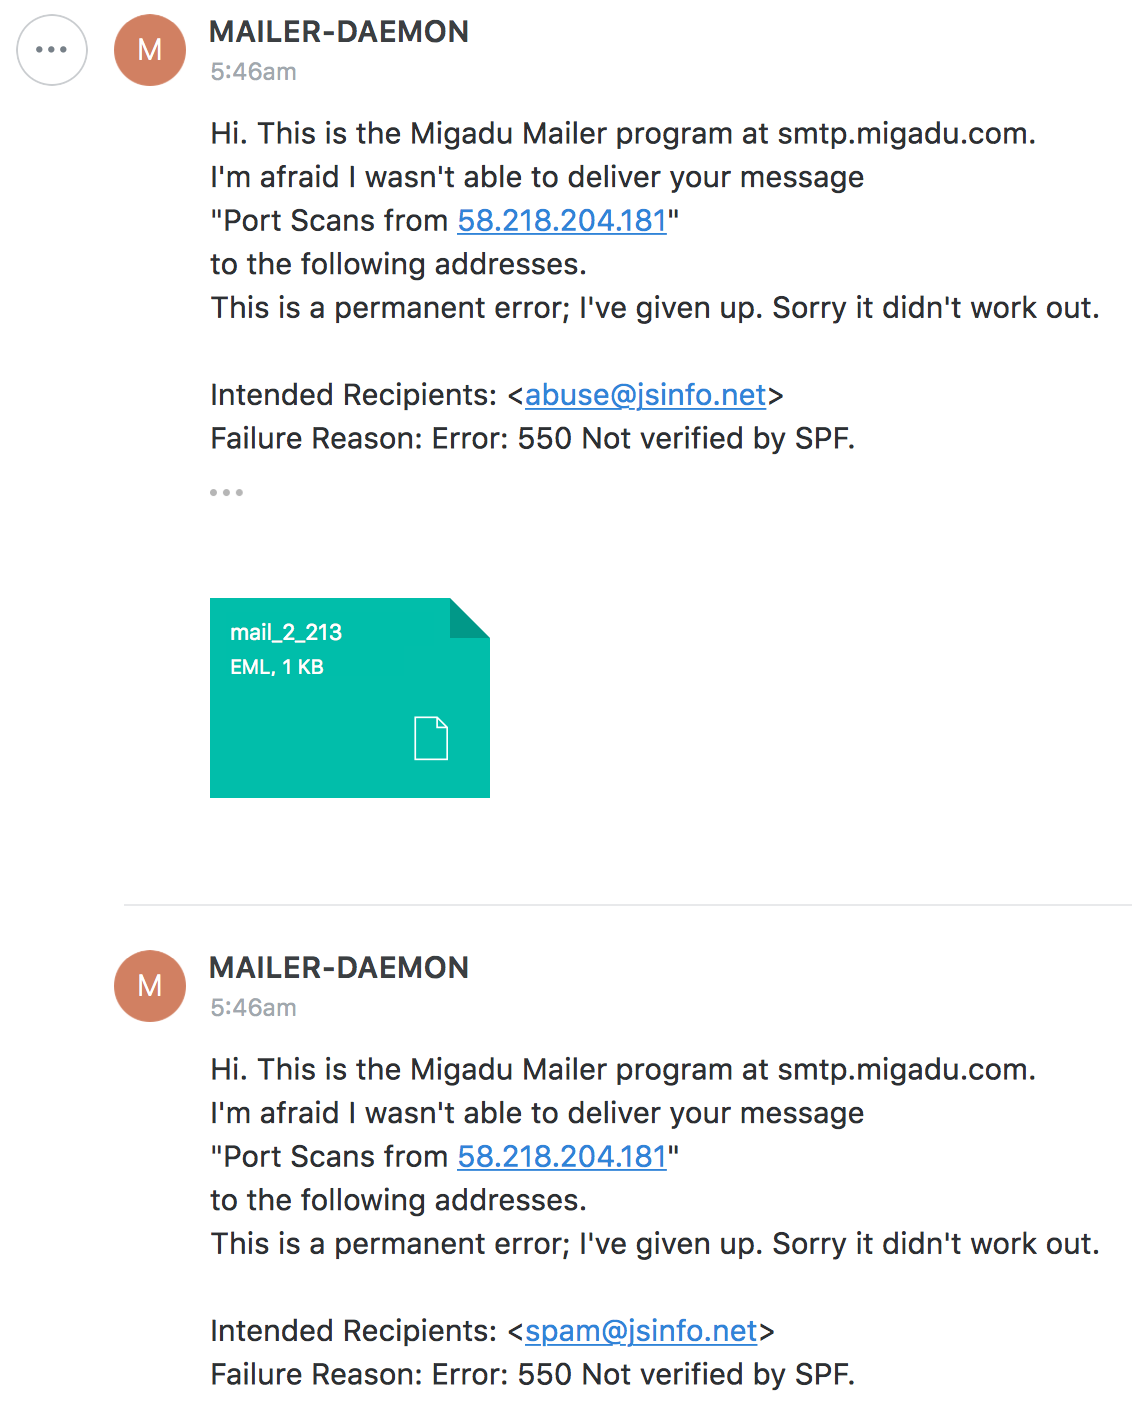 M
MAILER-DAEMON
5:46am
Hi. This is the Migadu Mailer program at smtp.migadu.com.
I'm afraid I wasn't able to deliver your message
"Port Scans from 58.218.204.181"
to the following addresses.
This is a permanent error; I've given up. Sorry it didn't work out.
Intended Recipients: <abuse@jsinfo.net>
Failure Reason: Error: 550 Not verified by SPF.
mail_2_213
EML, 1 KB
M
MAILER-DAEMON
5:46am
Hi. This is the Migadu Mailer program at smtp.migadu.com.
I'm afraid I wasn't able to deliver your message
"Port Scans from 58.218.204.181"
to the following addresses.
This is a permanent error; I've given up. Sorry it didn't work out.
Intended Recipients: <spam@jsinfo.net>
Failure Reason: Error: 550 Not verified by SPF.